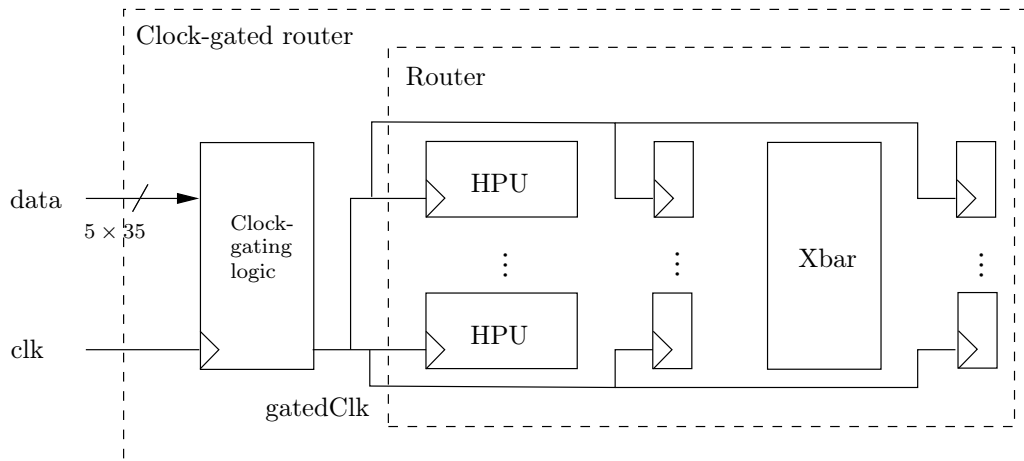 Clock-gated router
Router
HPU
data
5 × 35
Clock-
gating
logic
Xbar
HPU
clk
gatedClk